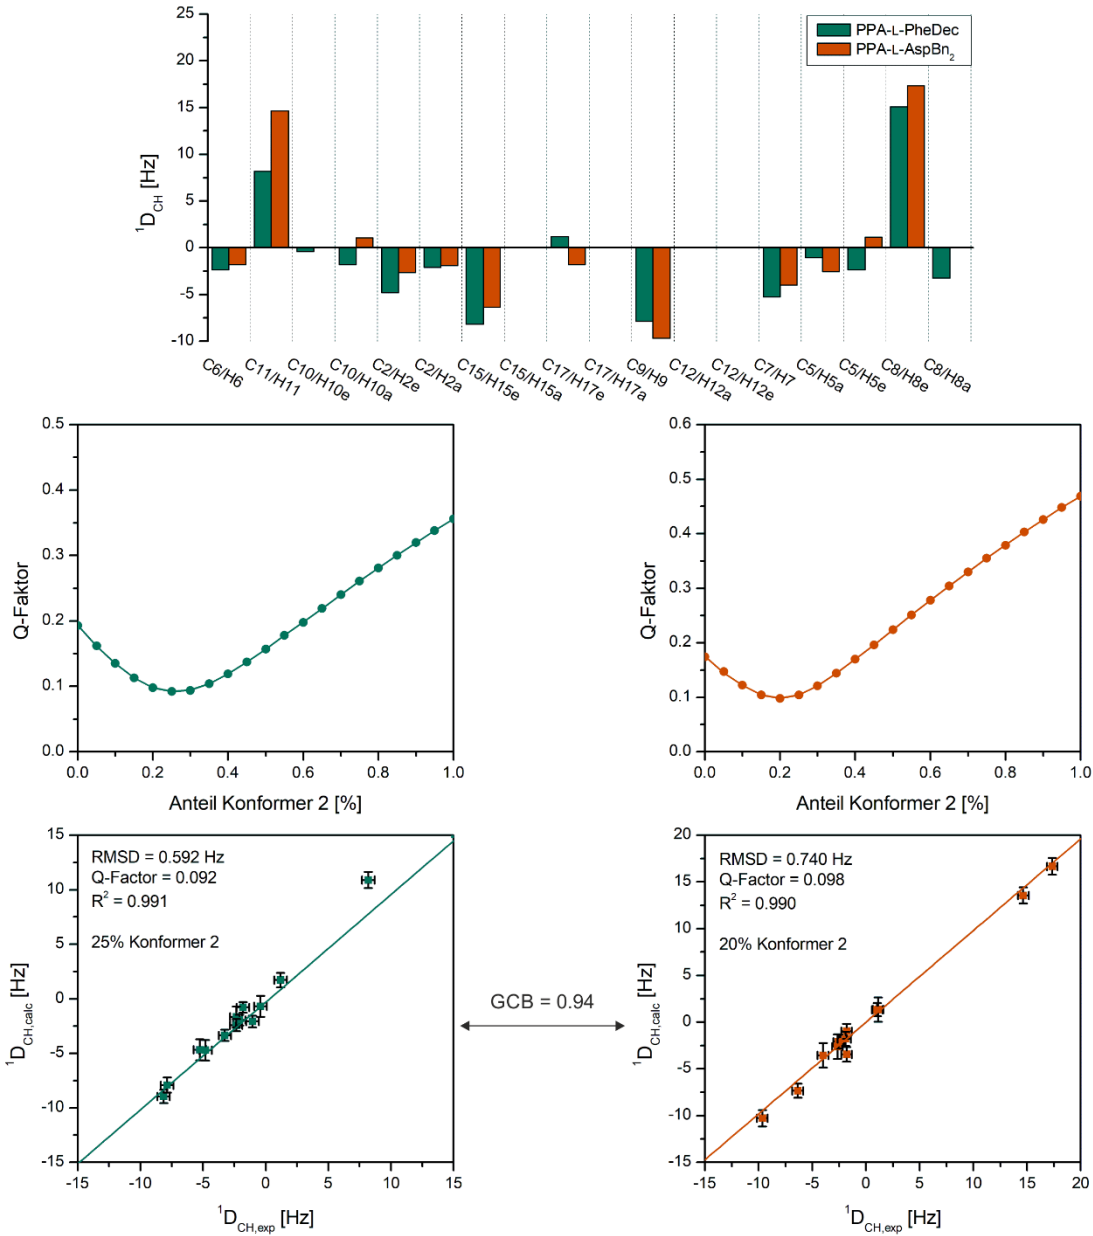 25
20
15
10
5
0
-5
-10
¹D_CH [Hz]
PPA-L-PheDec
PPA-L-AspBn₂
C6/H6
C11/H11
C10/H10e
C10/H10a
C2/H2e
C2/H2a
C15/H15e
C15/H15a
C17/H17e
C17/H17a
C9/H9
C12/H12a
C12/H12e
C7/H7
C5/H5a
C5/H5e
C8/H8e
C8/H8a
0.5
0.4
0.3
0.2
0.1
0.0
Q-Faktor
0.0 0.2 0.4 0.6 0.8 1.0
Anteil Konformer 2 [%]
0.6
0.5
0.4
0.3
0.2
0.1
0.0
Q-Faktor
0.0 0.2 0.4 0.6 0.8 1.0
Anteil Konformer 2 [%]
15
10
5
0
-5
-10
-15
¹D_CH,calc [Hz]
RMSD = 0.592 Hz
Q-Factor = 0.092
R² = 0.991
25% Konformer 2
-15 -10 -5 0 5 10 15
¹D_CH,exp [Hz]
GCB = 0.94
20
15
10
5
0
-5
-10
-15
¹D_CH,calc [Hz]
RMSD = 0.740 Hz
Q-Factor = 0.098
R² = 0.990
20% Konformer 2
-15 -10 -5 0 5 10 15 20
¹D_CH,exp [Hz]